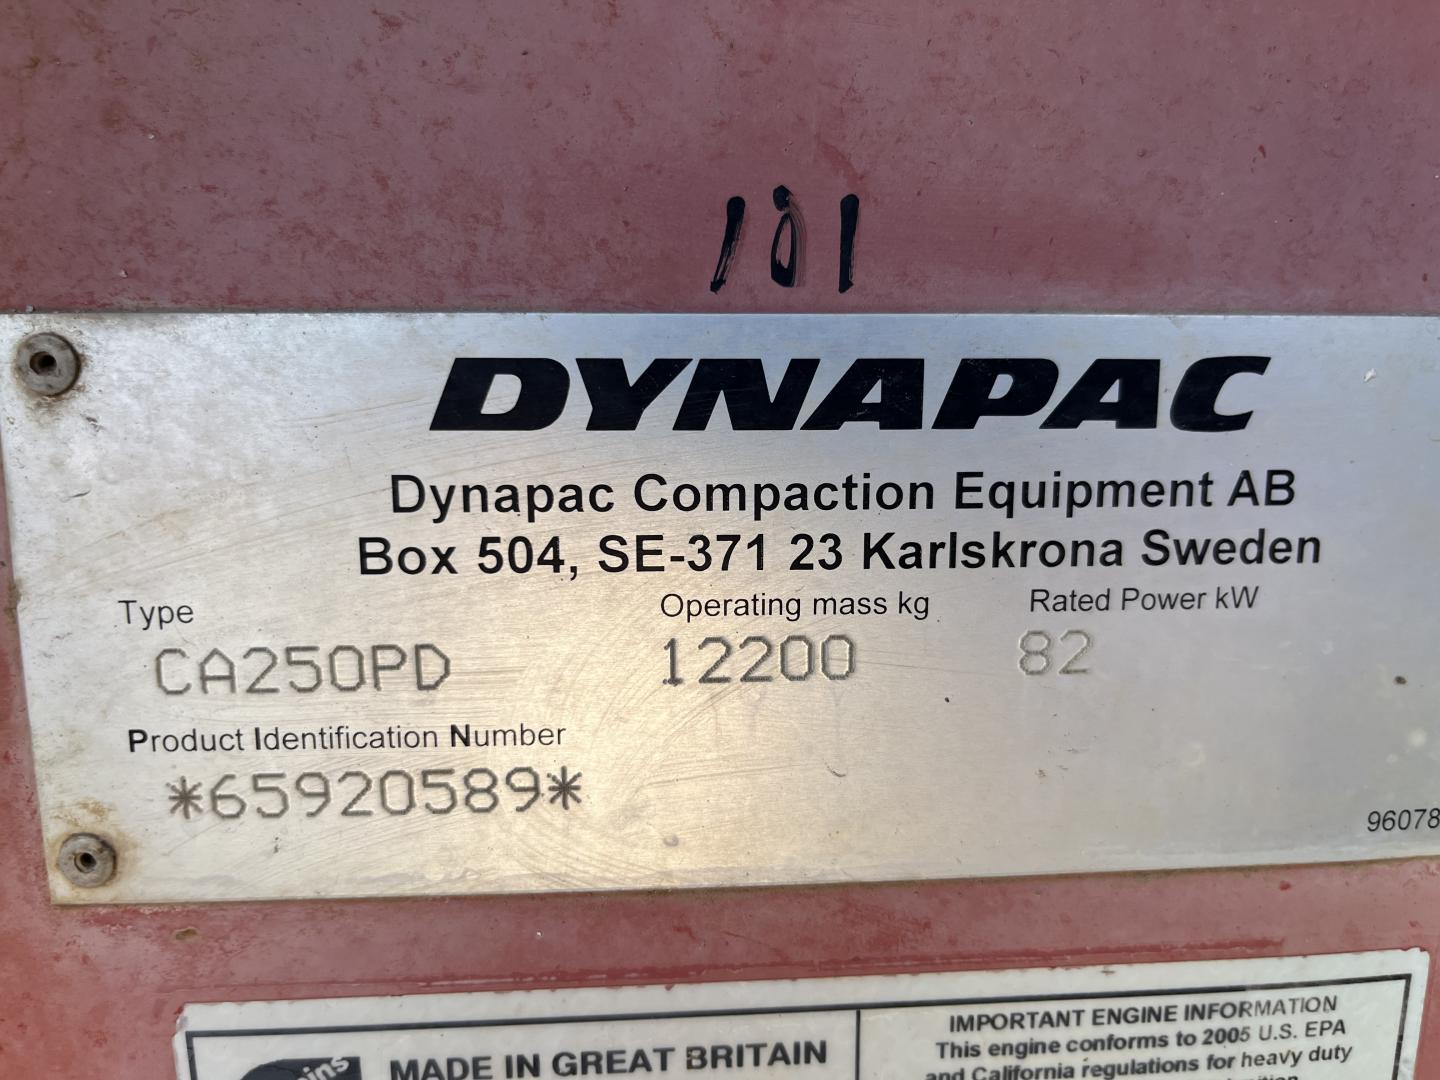 101
DYNAPAC
Dynapac Compaction Equipment AB
Box 504, SE-371 23 Karlskrona Sweden
Type Operating mass kg Rated Power kW
CA250PD 12200 82
Product Identification Number
*65920589*
96078
MADE IN GREAT BRITAIN
IMPORTANT ENGINE INFORMATION
This engine conforms to 2005 U.S. EPA
and California regulations for heavy duty